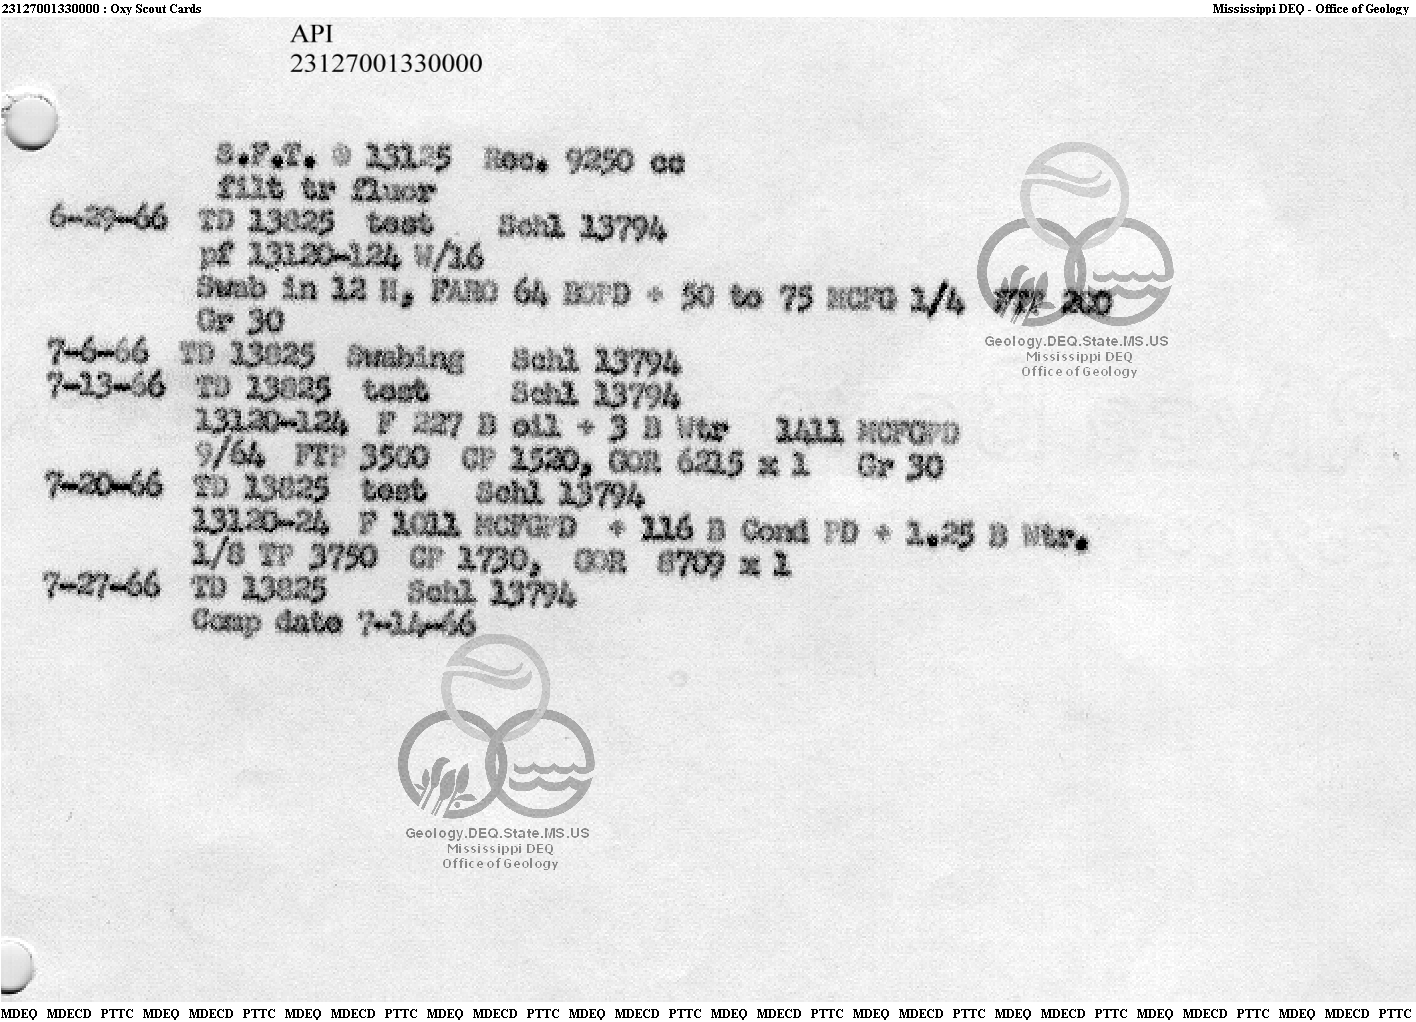 23127001330000 : Oxy Scout Cards Mississippi DEQ - Office of Geology
API
23127001330000
S.F.T. @ 13125 Rec. 9250 cc
filt tr fluor
6-29-66 TD 13825 test Schl 13794
pf 13120-124 W/16
Swab in 12 H, FARO 64 BOPD + 50 to 75 MCFG 1/4 FTP 200
Gr 30
7-6-66 TD 13825 Swabing Schl 13794
7-13-66 TD 13825 test Schl 13794
13120-124 F 227 B oil + 3 B Wtr 1411 MCFGPD
9/64 FTP 3500 CP 1520, GOR 6215 x 1 Gr 30
7-20-66 TD 13825 test Schl 13794
13120-24 F 1011 MCFGPD + 116 B Cond PD + 1.25 B Wtr.
1/8 TP 3750 CP 1730, GOR 8709 x 1
7-27-66 TD 13825 Schl 13794
Comp date 7-14-66
Geology.DEQ.State.MS.US
Mississippi DEQ
Office of Geology
Geology.DEQ.State.MS.US
Mississippi DEQ
Office of Geology
MDEQ MDECD PTTC MDEQ MDECD PTTC MDEQ MDECD PTTC MDEQ MDECD PTTC MDEQ MDECD PTTC MDEQ MDECD PTTC MDEQ MDECD PTTC MDEQ MDECD PTTC MDEQ MDECD PTTC MDEQ MDECD PTTC